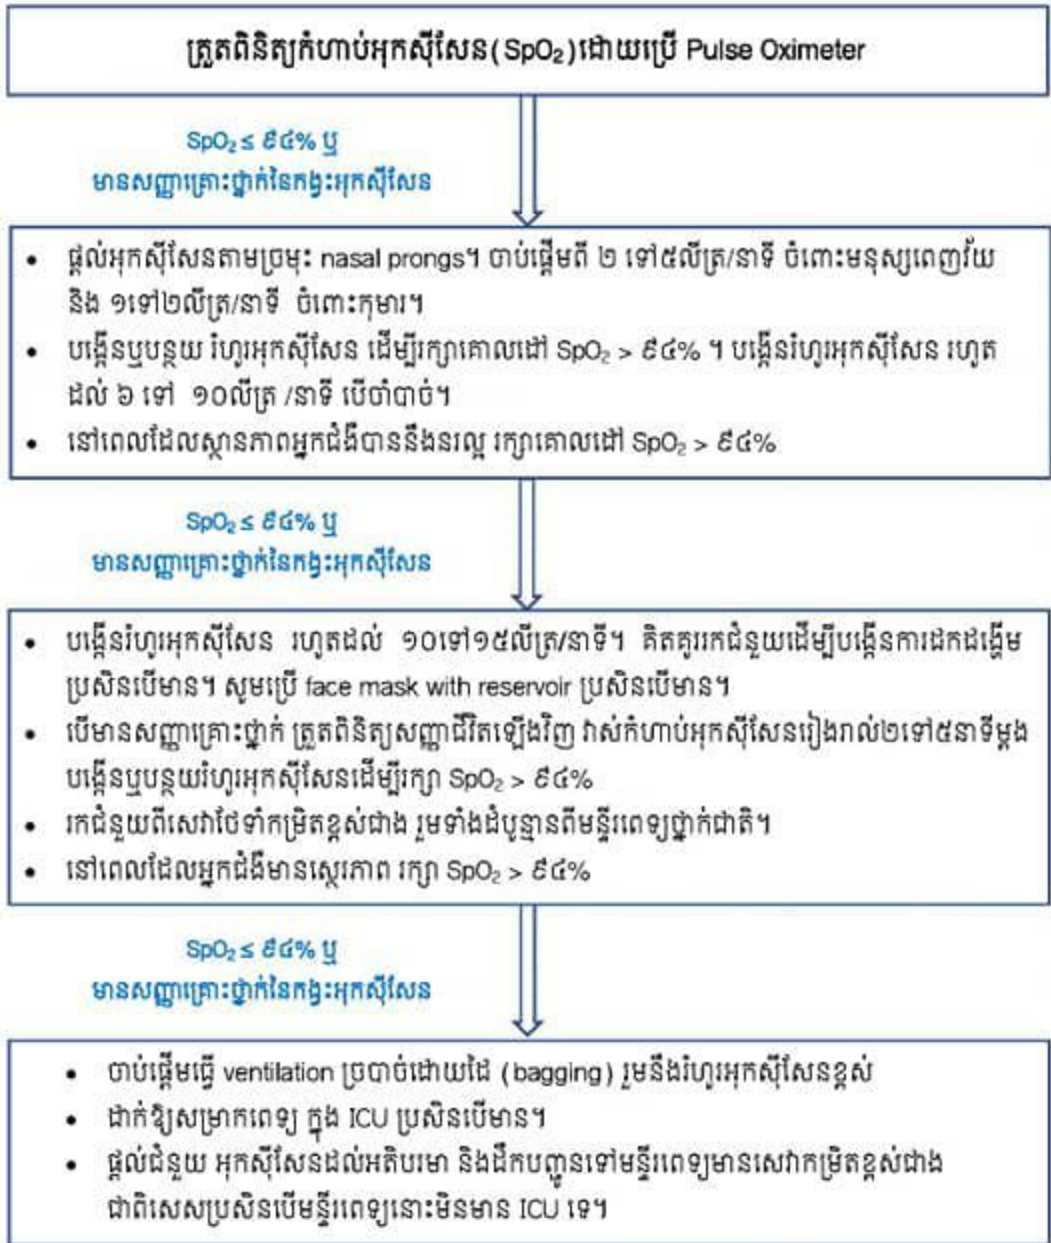 ត្រួតពិនិត្យកំហាប់អុកស៊ីសែន(SpO₂)ដោយប្រើ Pulse Oximeter
SpO₂ ≤ ៩៤% ឬ
មានសញ្ញាគ្រោះថ្នាក់នៃកង្វះអុកស៊ីសែន
• ផ្តល់អុកស៊ីសែនតាមច្រមុះ nasal prongs។ ចាប់ផ្តើមពី ២ ទៅ៥លីត្រ/នាទី ចំពោះមនុស្សពេញវ័យ
និង ១ទៅ២លីត្រ/នាទី ចំពោះកុមារ។
• បង្កើនឬបន្ថយ រំហូរអុកស៊ីសែន ដើម្បីរក្សាគោលដៅ SpO₂ > ៩៤% ។ បង្កើនរំហូរអុកស៊ីសែន រហូត
ដល់ ៦ ទៅ ១០លីត្រ /នាទី បើចាំបាច់។
• នៅពេលដែលស្ថានភាពអ្នកជំងឺបាននឹងនរល្អ រក្សាគោលដៅ SpO₂ > ៩៤%
SpO₂ ≤ ៩៤% ឬ
មានសញ្ញាគ្រោះថ្នាក់នៃកង្វះអុកស៊ីសែន
• បង្កើនរំហូរអុកស៊ីសែន រហូតដល់ ១០ទៅ១៥លីត្រ/នាទី។ គិតគូររកជំនួយដើម្បីបង្កើនការដកដង្ហើម
ប្រសិនបើមាន។ សូមប្រើ face mask with reservoir ប្រសិនបើមាន។
• បើមានសញ្ញាគ្រោះថ្នាក់ ត្រួតពិនិត្យសញ្ញាជីវិតឡើងវិញ វាស់កំហាប់អុកស៊ីសែនរៀងរាល់២ទៅ៥នាទីម្តង
បង្កើនឬបន្ថយរំហូរអុកស៊ីសែនដើម្បីរក្សា SpO₂ > ៩៤%
• រកជំនួយពីសេវាថែទាំកម្រិតខ្ពស់ជាង រួមទាំងដំបូន្មានពីមន្ទីរពេទ្យថ្នាក់ជាតិ។
• នៅពេលដែលអ្នកជំងឺមានស្ថេរភាព រក្សា SpO₂ > ៩៤%
SpO₂ ≤ ៩៤% ឬ
មានសញ្ញាគ្រោះថ្នាក់នៃកង្វះអុកស៊ីសែន
• ចាប់ផ្តើមធ្វើ ventilation ច្របាច់ដោយដៃ (bagging) រួមនឹងរំហូរអុកស៊ីសែនខ្ពស់
• ដាក់ឱ្យសម្រាកពេទ្យ ក្នុង ICU ប្រសិនបើមាន។
• ផ្តល់ជំនួយ អុកស៊ីសែនដល់អតិបរមា និងដឹកបញ្ជូនទៅមន្ទីរពេទ្យមានសេវាកម្រិតខ្ពស់ជាង
ជាពិសេសប្រសិនបើមន្ទីរពេទ្យនោះមិនមាន ICU ទេ។